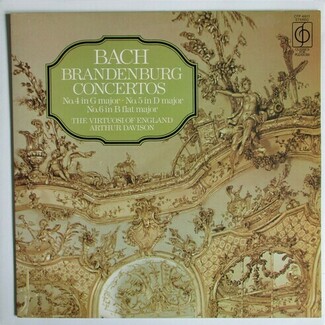 BACH
BRANDENBURG
CONCERTOS
No.4 in G major · No.5 in D major
No.6 in B flat major
THE VIRTUOSI OF ENGLAND
ARTHUR DAVISON